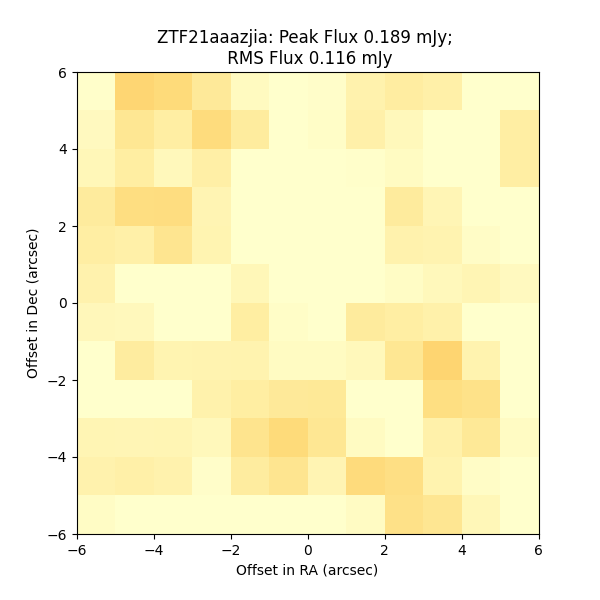 ZTF21aaazjia: Peak Flux 0.189 mJy;
RMS Flux 0.116 mJy
6
4
2
0
−2
−4
−6
Offset in Dec (arcsec)
−6 −4 −2 0 2 4 6
Offset in RA (arcsec)